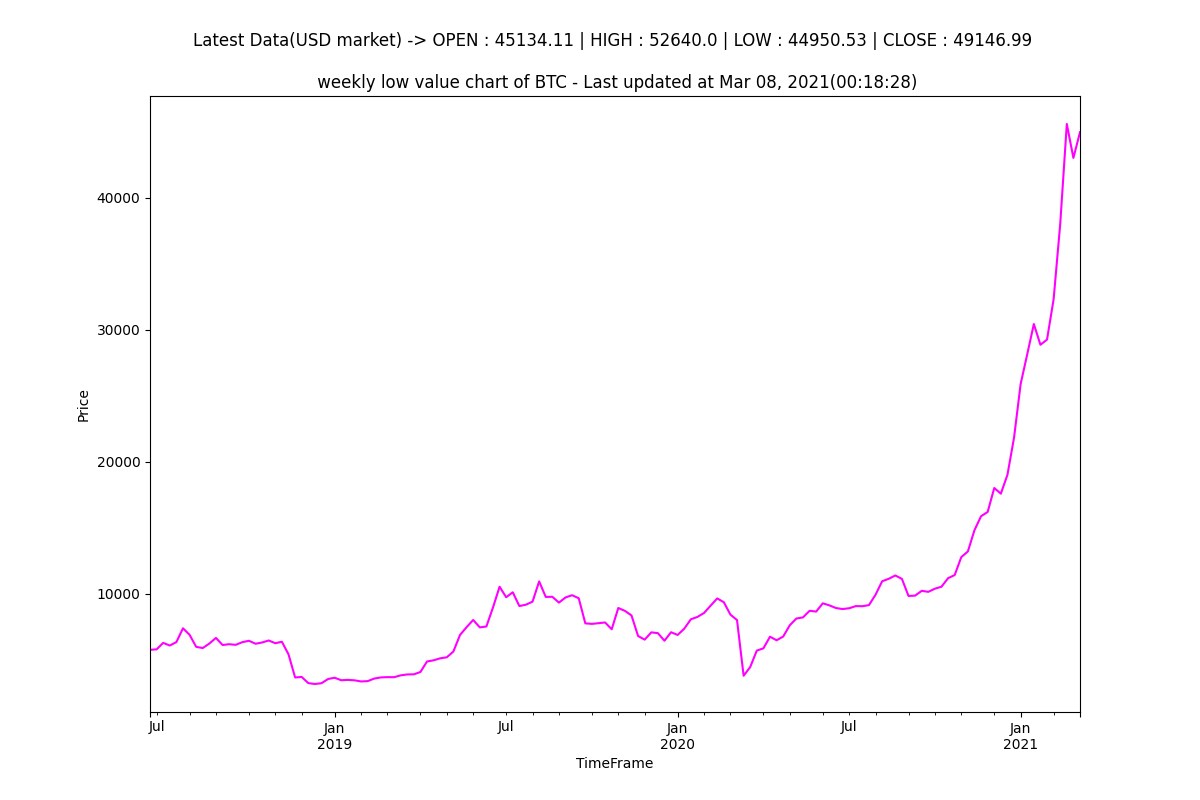 Latest Data(USD market) -> OPEN : 45134.11 | HIGH : 52640.0 | LOW : 44950.53 | CLOSE : 49146.99
weekly low value chart of BTC - Last updated at Mar 08, 2021(00:18:28)
40000
30000
20000
10000
Price
Jul
Jan
2019
Jul
Jan
2020
Jul
Jan
2021
TimeFrame